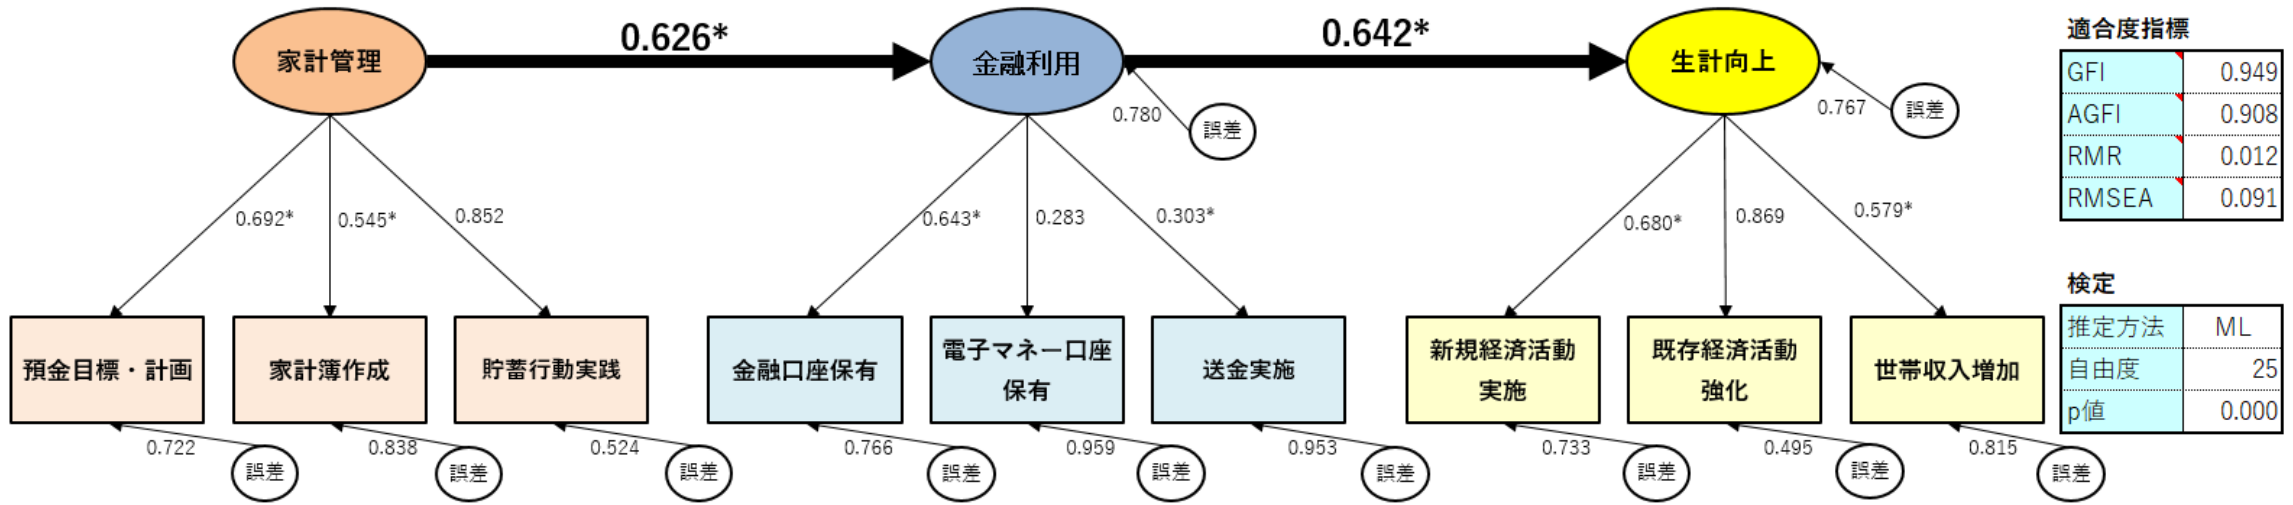 0.626*
0.642*
家計管理
金融利用
生計向上
0.780
誤差
0.767
誤差
0.692*
0.545*
0.852
0.643*
0.283
0.303*
0.680*
0.869
0.579*
預金目標・計画
家計簿作成
貯蓄行動実践
金融口座保有
電子マネー口座
保有
送金実施
新規経済活動
実施
既存経済活動
強化
世帯収入増加
0.722
誤差
0.838
誤差
0.524
誤差
0.766
誤差
0.959
誤差
0.953
誤差
0.733
誤差
0.495
誤差
0.815
誤差
適合度指標
GFI 0.949
AGFI 0.908
RMR 0.012
RMSEA 0.091
検定
推定方法 ML
自由度 25
p値 0.000